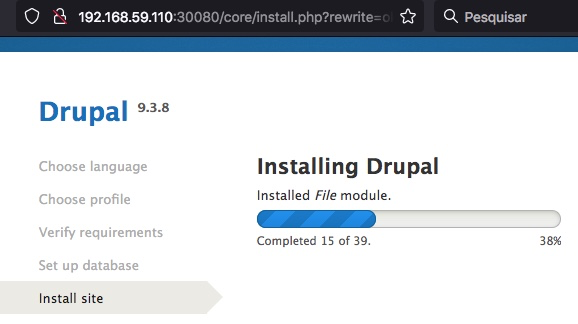 192.168.59.110:30080/core/install.php?rewrite=o
Pesquisar
Drupal 9.3.8
Choose language
Choose profile
Verify requirements
Set up database
Install site
Installing Drupal
Installed File module.
Completed 15 of 39.
38%